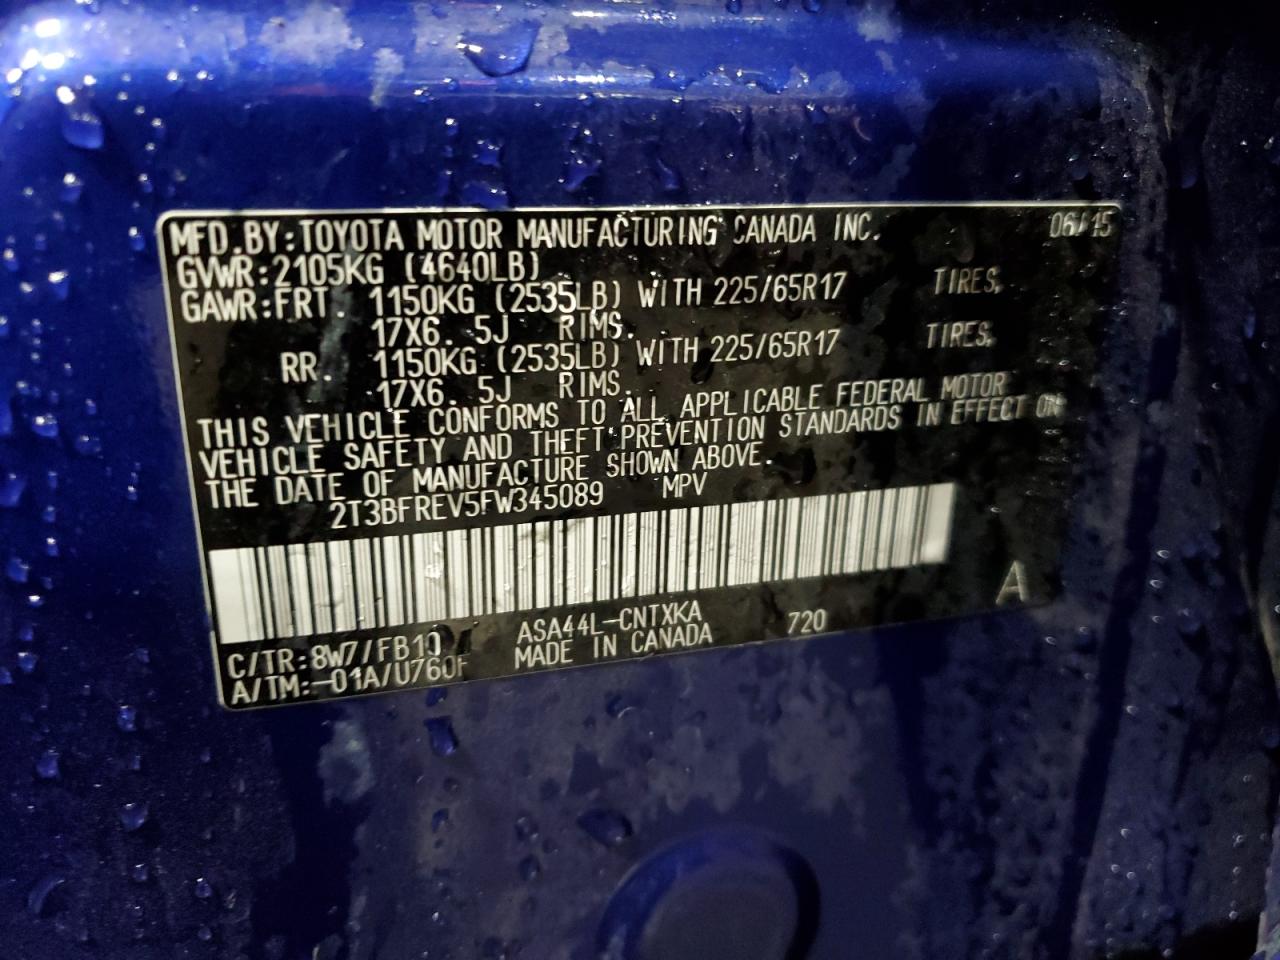 MFD.BY:TOYOTA MOTOR MANUFACTURING CANADA INC. 06/15
GVWR:2105KG (4640LB)
GAWR:FRT. 1150KG (2535LB) WITH 225/65R17 TIRES,
17X6.5J RIMS.
RR. 1150KG (2535LB) WITH 225/65R17 TIRES,
17X6.5J RIMS.
THIS VEHICLE CONFORMS TO ALL APPLICABLE FEDERAL MOTOR
VEHICLE SAFETY AND THEFT PREVENTION STANDARDS IN EFFECT ON
THE DATE OF MANUFACTURE SHOWN ABOVE.
2T3BFREV5FW345089 MPV
A
C/TR:8W7/FB10 ASA44L-CNTXKA 720
A/TM:-01A/U760F MADE IN CANADA